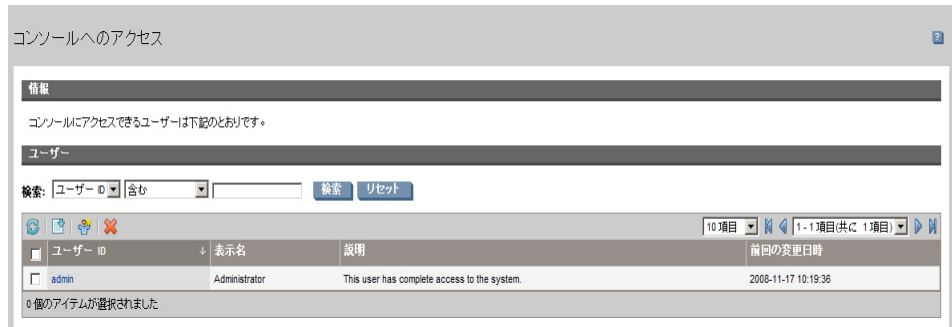 コンソールへのアクセス
?
情報
コンソールにアクセスできるユーザーは下記のとおりです。
ユーザー
検索: ユーザー ID 含む 検索 リセット
10 項目 1 - 1 項目(共に 1 項目)
ユーザー ID 表示名 説明 前回の変更日時
admin Administrator This user has complete access to the system. 2008-11-17 10:19:36
0 個のアイテムが選択されました